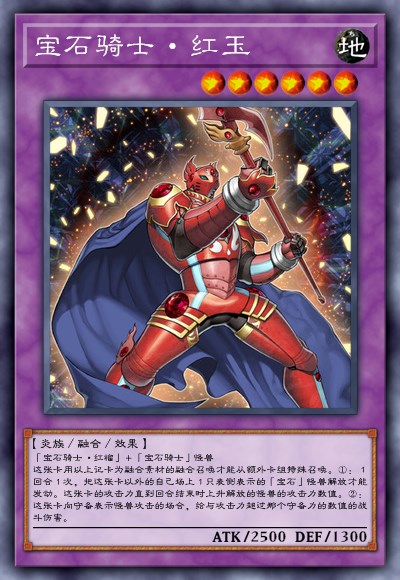 宝石骑士·红玉
地
【炎族／融合／效果】
「宝石骑士·红榴」+「宝石骑士」怪兽
这张卡用以上记卡为融合素材的融合召唤才能从额外卡组特殊召唤。①：1
回合1次，把这张卡以外的自己场上1只表侧表示的「宝石」怪兽解放才能
发动。这张卡的攻击力直到回合结束时上升解放的怪兽的攻击力数值。②：
这张卡向守备表示怪兽攻击的场合，给与攻击力超过那个守备力的数值的战
斗伤害。
ATK/2500 DEF/1300